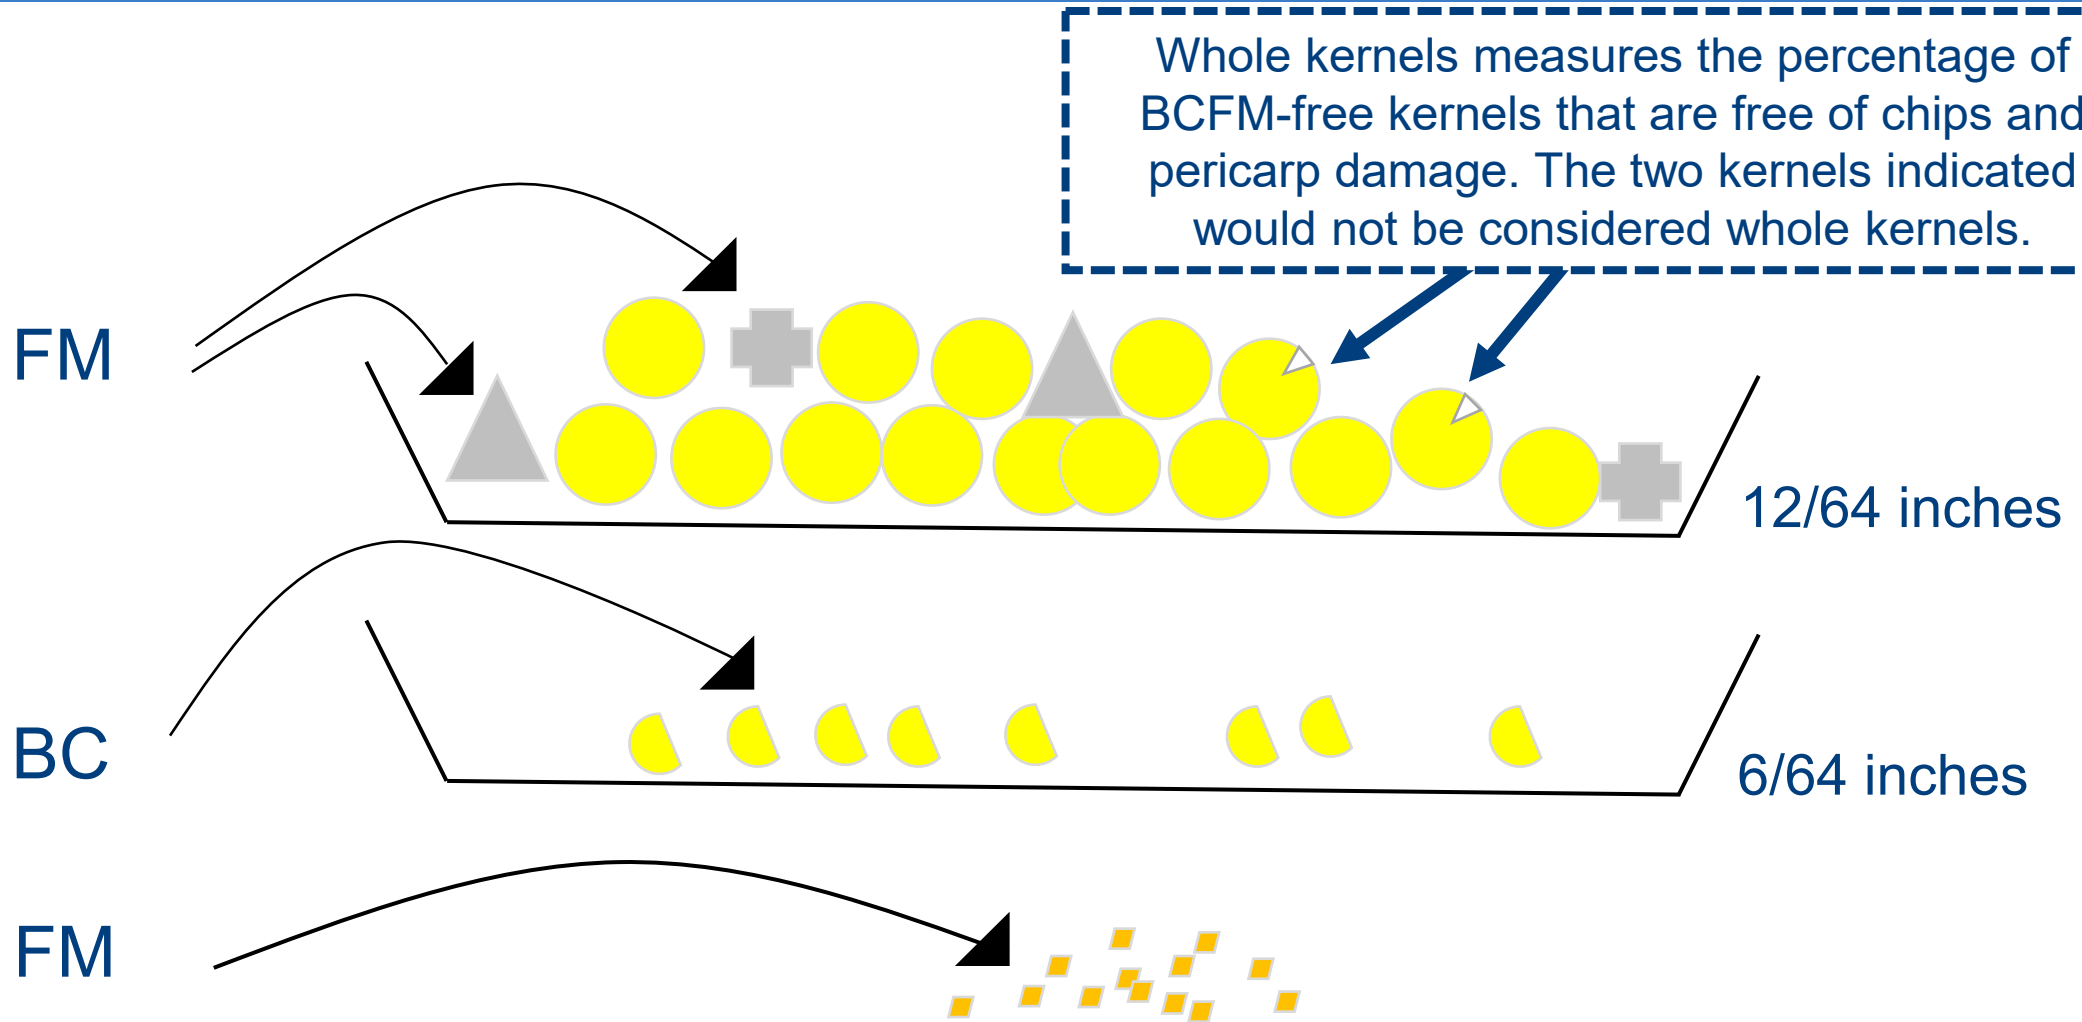 Whole kernels measures the percentage of
BCFM-free kernels that are free of chips and
pericarp damage. The two kernels indicated
would not be considered whole kernels.
FM
12/64 inches
BC
6/64 inches
FM